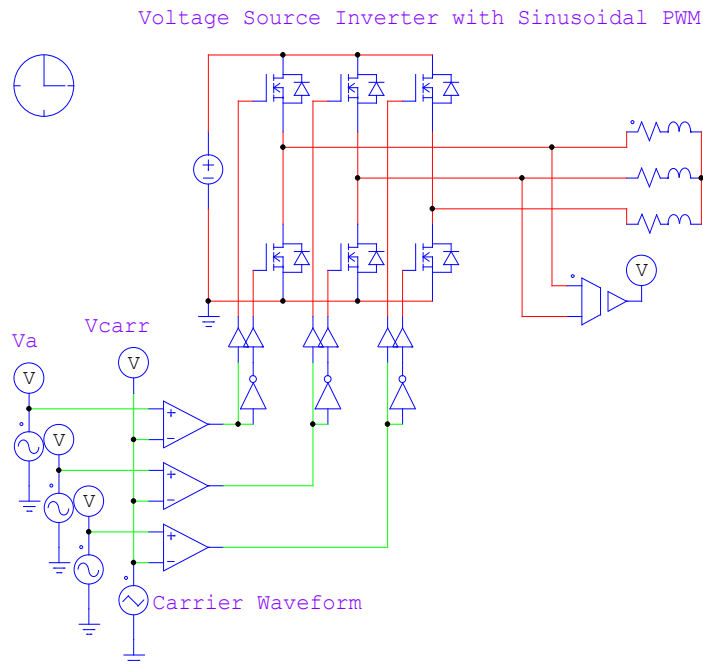 Voltage Source Inverter with Sinusoidal PWM
V
Vcarr
Va
V
V
V
V
Carrier Waveform